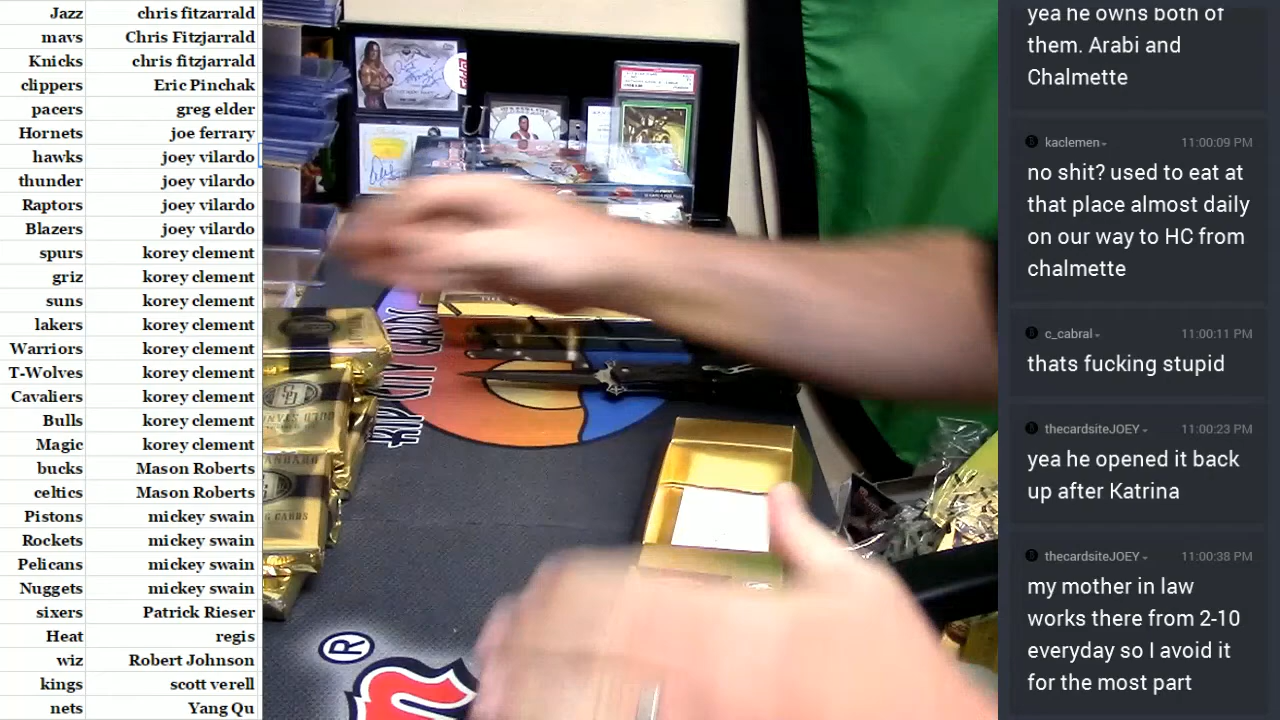 Jazz chris fitzarrald
mavs Chris Fitzjarrald
Knicks chris fitzjarrald
clippers Eric Pinchak
pacers greg elder
Hornets joe ferrary
hawks joey vilardo
thunder joey vilardo
Raptors joey vilardo
Blazers joey vilardo
spurs korey clement
griz korey clement
suns korey clement
lakers korey clement
Warriors korey clement
T-Wolves korey clement
Cavaliers korey clement
Bulls korey clement
Magic korey clement
bucks Mason Roberts
celtics Mason Roberts
Pistons mickey swain
Rockets mickey swain
Pelicans mickey swain
Nuggets mickey swain
sixers Patrick Rieser
Heat regis
wiz Robert Johnson
kings scott verell
nets Yang Qu
RIP CITY CARDS
®
yea he owns both of
them. Arabi and
Chalmette
kaclemen 11:00:09 PM
no shit? used to eat at
that place almost daily
on our way to HC from
chalmette
c_cabral 11:00:11 PM
thats fucking stupid
thecardsiteJOEY 11:00:23 PM
yea he opened it back
up after Katrina
thecardsiteJOEY 11:00:38 PM
my mother in law
works there from 2-10
everyday so I avoid it
for the most part